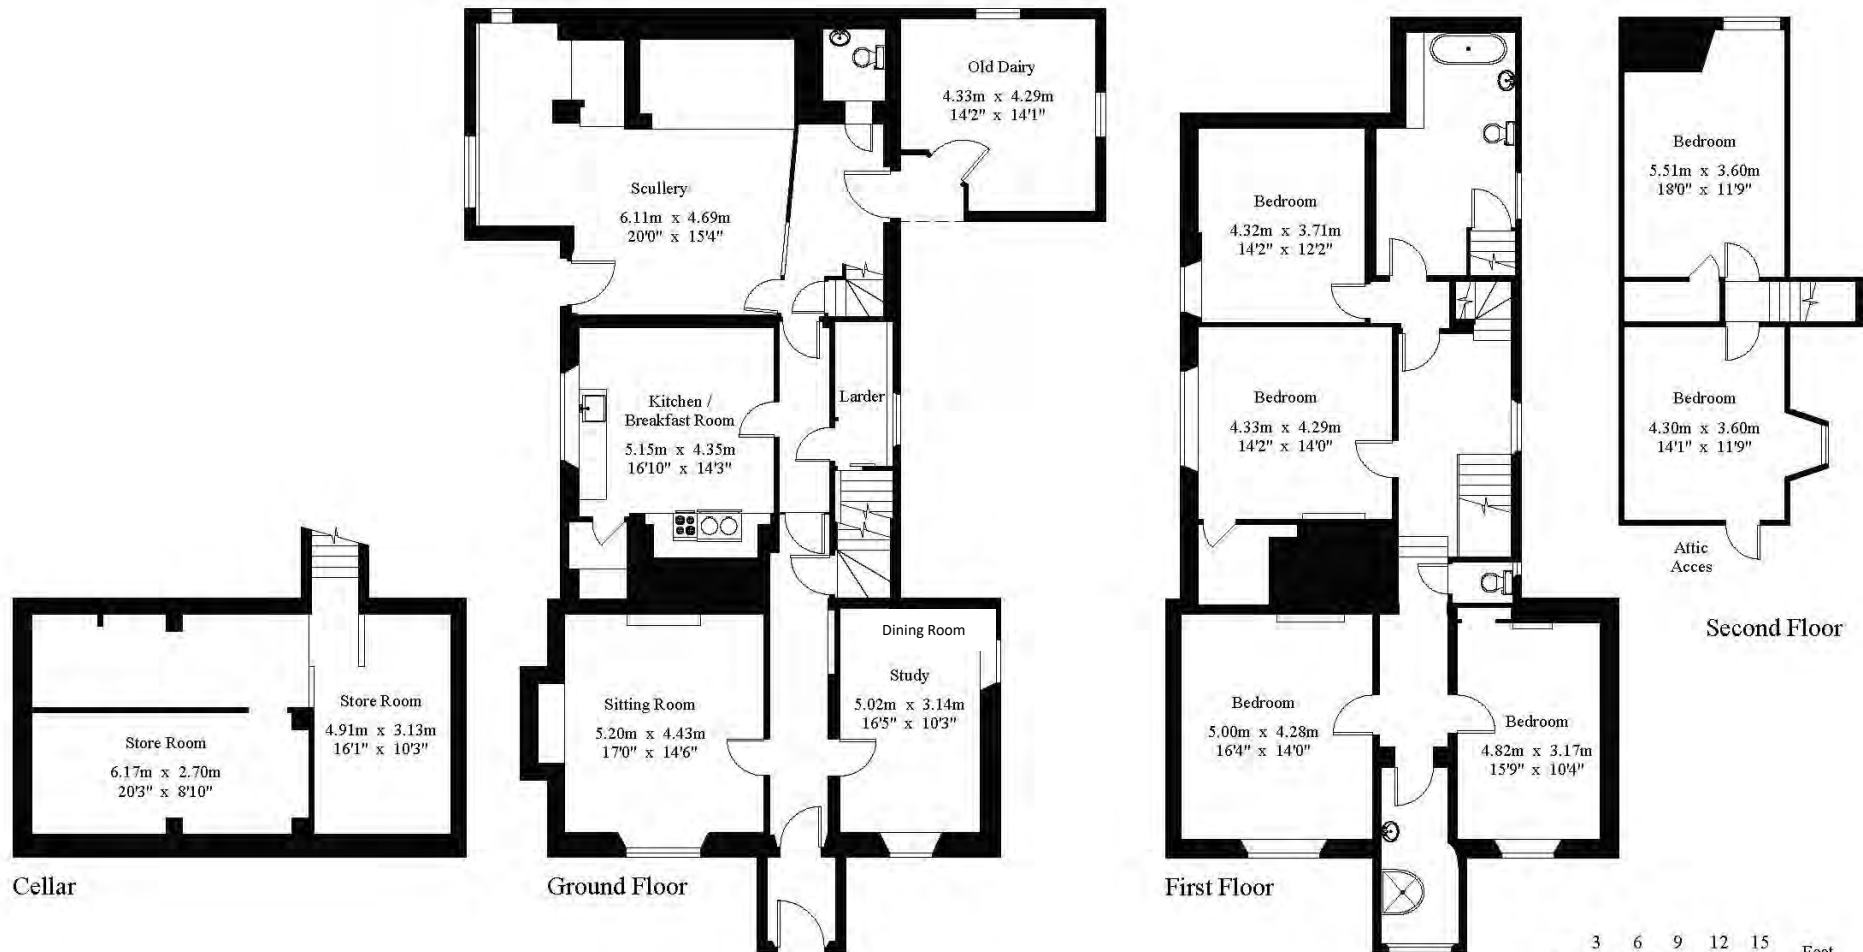 Store Room
6.17m x 2.70m
20'3" x 8'10"
Store Room
4.91m x 3.13m
16'1" x 10'3"
Cellar
Old Dairy
4.33m x 4.29m
14'2" x 14'1"
Scullery
6.11m x 4.69m
20'0" x 15'4"
Kitchen /
Breakfast Room
5.15m x 4.35m
16'10" x 14'3"
Larder
Sitting Room
5.20m x 4.43m
17'0" x 14'6"
Dining Room
Study
5.02m x 3.14m
16'5" x 10'3"
Ground Floor
Bedroom
4.32m x 3.71m
14'2" x 12'2"
Bedroom
4.33m x 4.29m
14'2" x 14'0"
Bedroom
5.00m x 4.28m
16'4" x 14'0"
Bedroom
4.82m x 3.17m
15'9" x 10'4"
First Floor
Bedroom
5.51m x 3.60m
18'0" x 11'9"
Bedroom
4.30m x 3.60m
14'1" x 11'9"
Attic
Acces
Second Floor
3 6 9 12 15 Feet